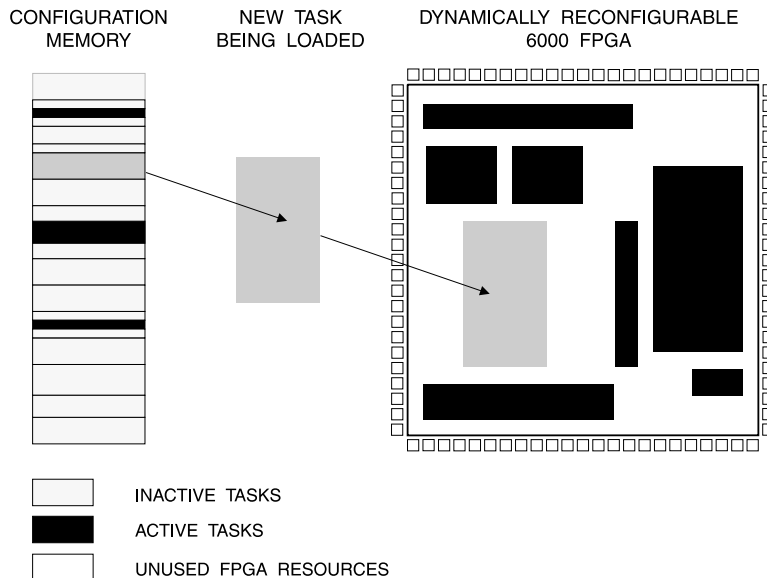 CONFIGURATION
MEMORY
NEW TASK
BEING LOADED
DYNAMICALLY RECONFIGURABLE
6000 FPGA
INACTIVE TASKS
ACTIVE TASKS
UNUSED FPGA RESOURCES